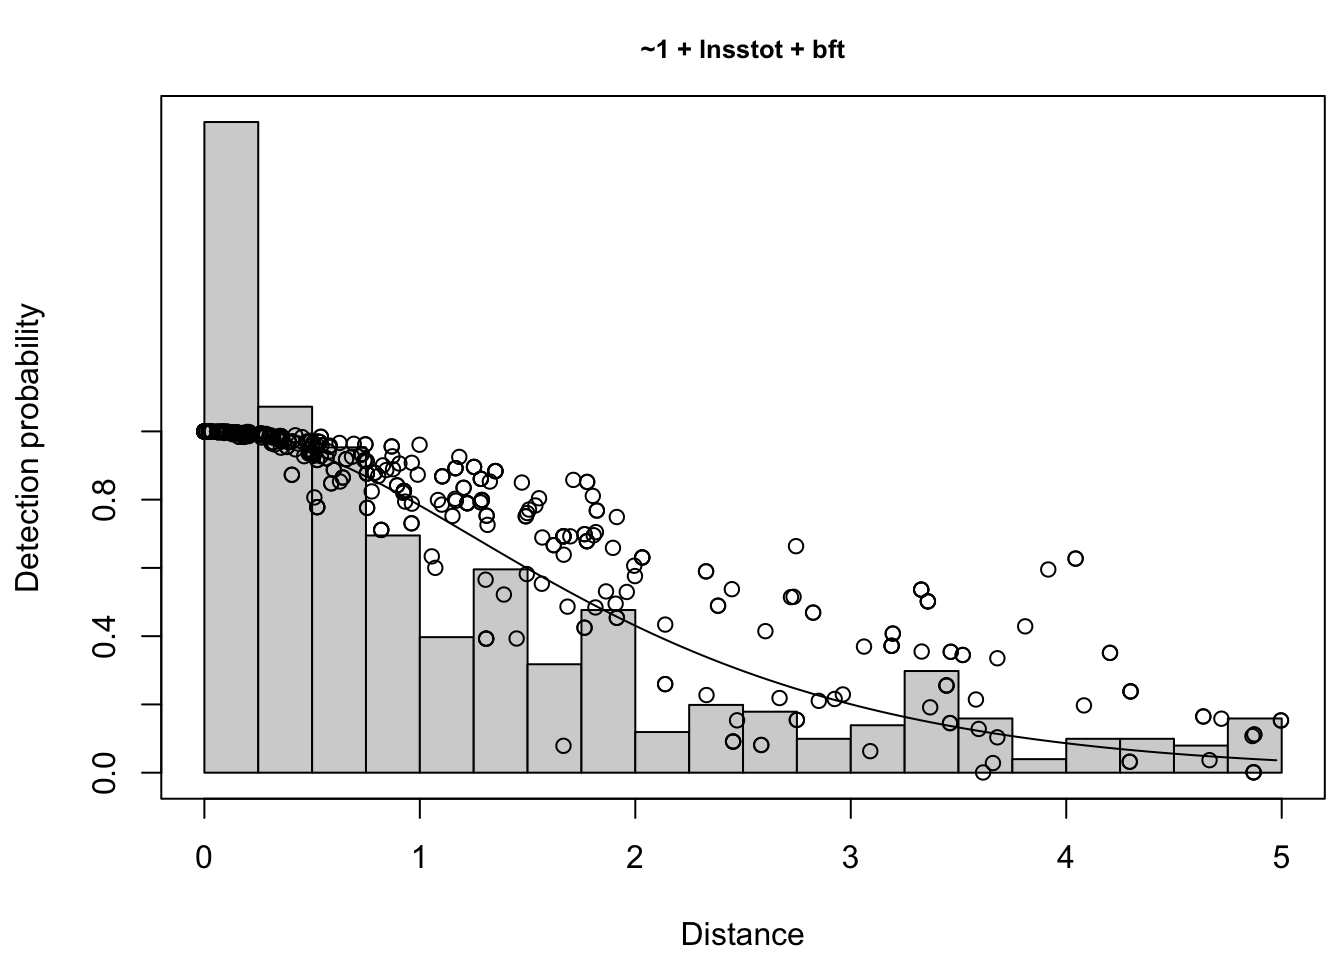 ~1 + lnsstot + bft
Detection probability
0.8
0.4
0.0
0 1 2 3 4 5
Distance